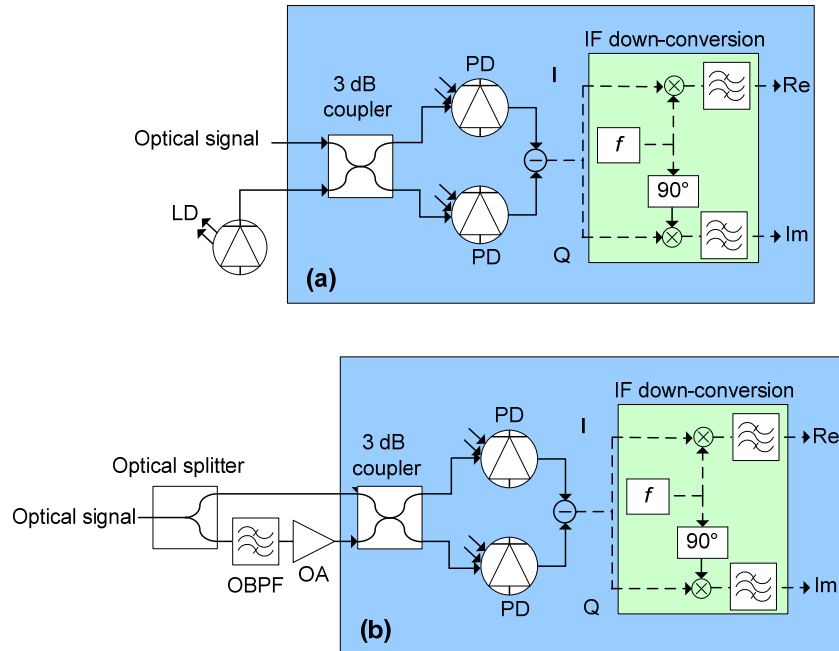 IF down-conversion
PD
I
3 dB
coupler
Re
Optical signal
f
90°
LD
PD
Q
Im
(a)
IF down-conversion
PD
I
3 dB
coupler
Re
Optical splitter
f
Optical signal
90°
OBPF
OA
PD
Q
Im
(b)